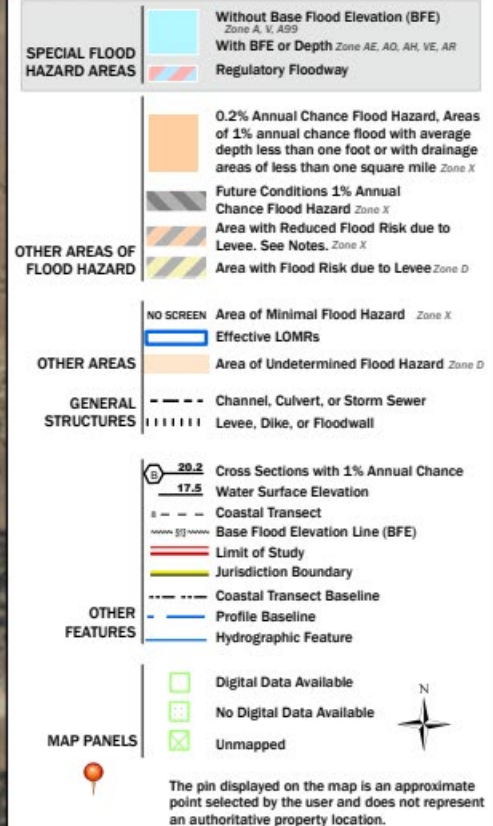 SPECIAL FLOOD
HAZARD AREAS
Without Base Flood Elevation (BFE)
Zone A, V, A99
With BFE or Depth Zone AE, AO, AH, VE, AR
Regulatory Floodway
OTHER AREAS OF
FLOOD HAZARD
0.2% Annual Chance Flood Hazard, Areas
of 1% annual chance flood with average
depth less than one foot or with drainage
areas of less than one square mile Zone X
Future Conditions 1% Annual
Chance Flood Hazard Zone X
Area with Reduced Flood Risk due to
Levee. See Notes. Zone X
Area with Flood Risk due to Levee Zone D
OTHER AREAS
NO SCREEN Area of Minimal Flood Hazard Zone X
Effective LOMRs
Area of Undetermined Flood Hazard Zone D
GENERAL
STRUCTURES
Channel, Culvert, or Storm Sewer
Levee, Dike, or Floodwall
OTHER
FEATURES
B 20.2 Cross Sections with 1% Annual Chance
17.5 Water Surface Elevation
8 Coastal Transect
513 Base Flood Elevation Line (BFE)
Limit of Study
Jurisdiction Boundary
Coastal Transect Baseline
Profile Baseline
Hydrographic Feature
MAP PANELS
Digital Data Available
No Digital Data Available
Unmapped
N
The pin displayed on the map is an approximate
point selected by the user and does not represent
an authoritative property location.